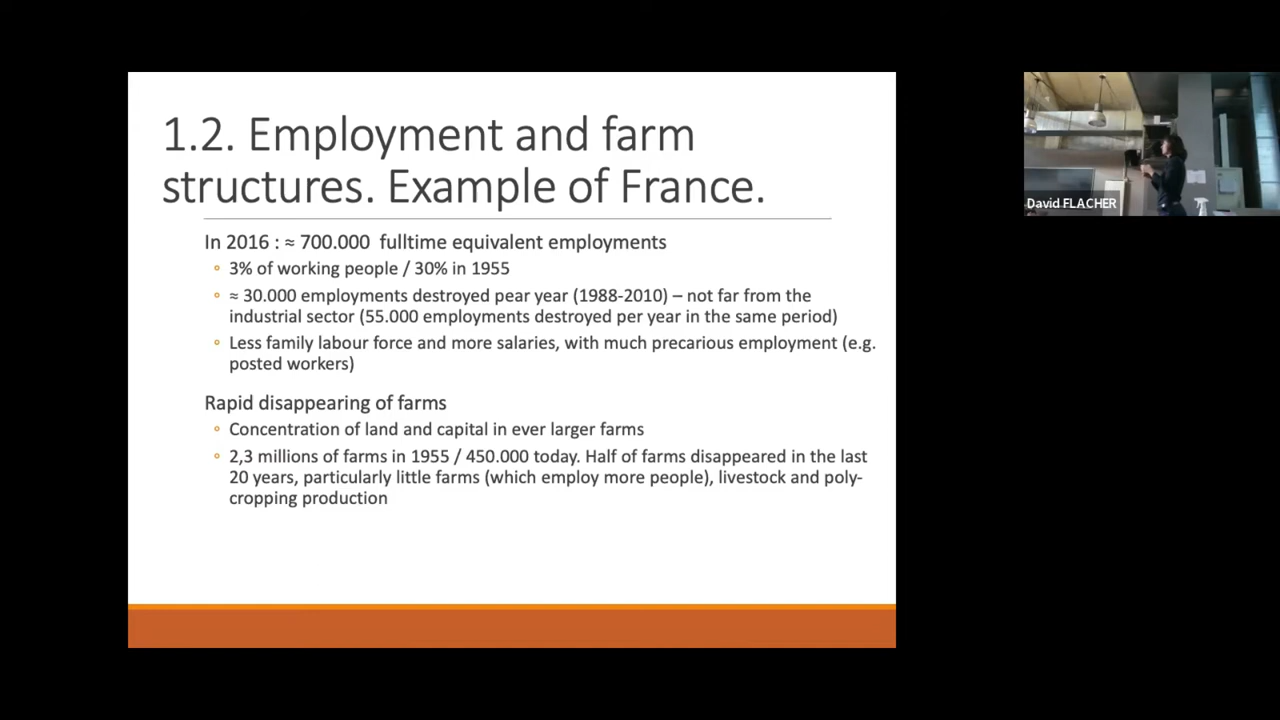 1.2. Employment and farm
structures. Example of France.
In 2016 : ≈ 700.000 fulltime equivalent employments
◦ 3% of working people / 30% in 1955
◦ ≈ 30.000 employments destroyed pear year (1988-2010) – not far from the
industrial sector (55.000 employments destroyed per year in the same period)
◦ Less family labour force and more salaries, with much precarious employment (e.g.
posted workers)
Rapid disappearing of farms
◦ Concentration of land and capital in ever larger farms
◦ 2,3 millions of farms in 1955 / 450.000 today. Half of farms disappeared in the last
20 years, particularly little farms (which employ more people), livestock and poly-
cropping production
David FLACHER